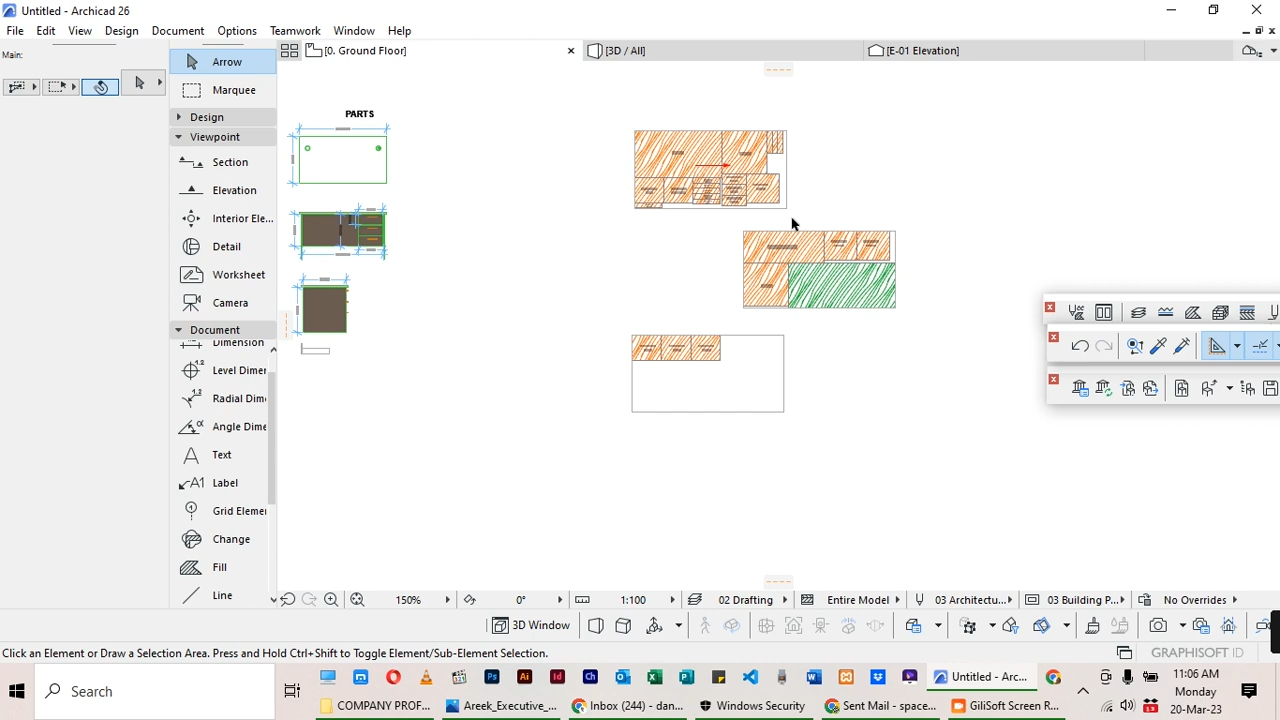 Untitled - Archicad 26
File Edit View Design Document Options Teamwork Window Help
Main:
Arrow
[0. Ground Floor]
[3D / All]
[E-01 Elevation]
Marquee
Design
Viewpoint
Section
Elevation
Interior Ele...
Detail
Worksheet
Camera
Document
Dimension
Level Dime
Radial Dim
Angle Dime
Text
Label
Grid Eleme
Change
Fill
Line
PARTS
150%
0°
1:100
02 Drafting
Entire Model
03 Architectu...
03 Building P...
No Overrides
3D Window
Click an Element or Draw a Selection Area. Press and Hold Ctrl+Shift to Toggle Element/Sub-Element Selection.
GRAPHISOFT ID
Search
Untitled - Arc...
11:06 AM
Monday
20-Mar-23
COMPANY PROF...
Areek_Executive_...
Inbox (244) - dan...
Windows Security
Sent Mail - space...
GiliSoft Screen R...